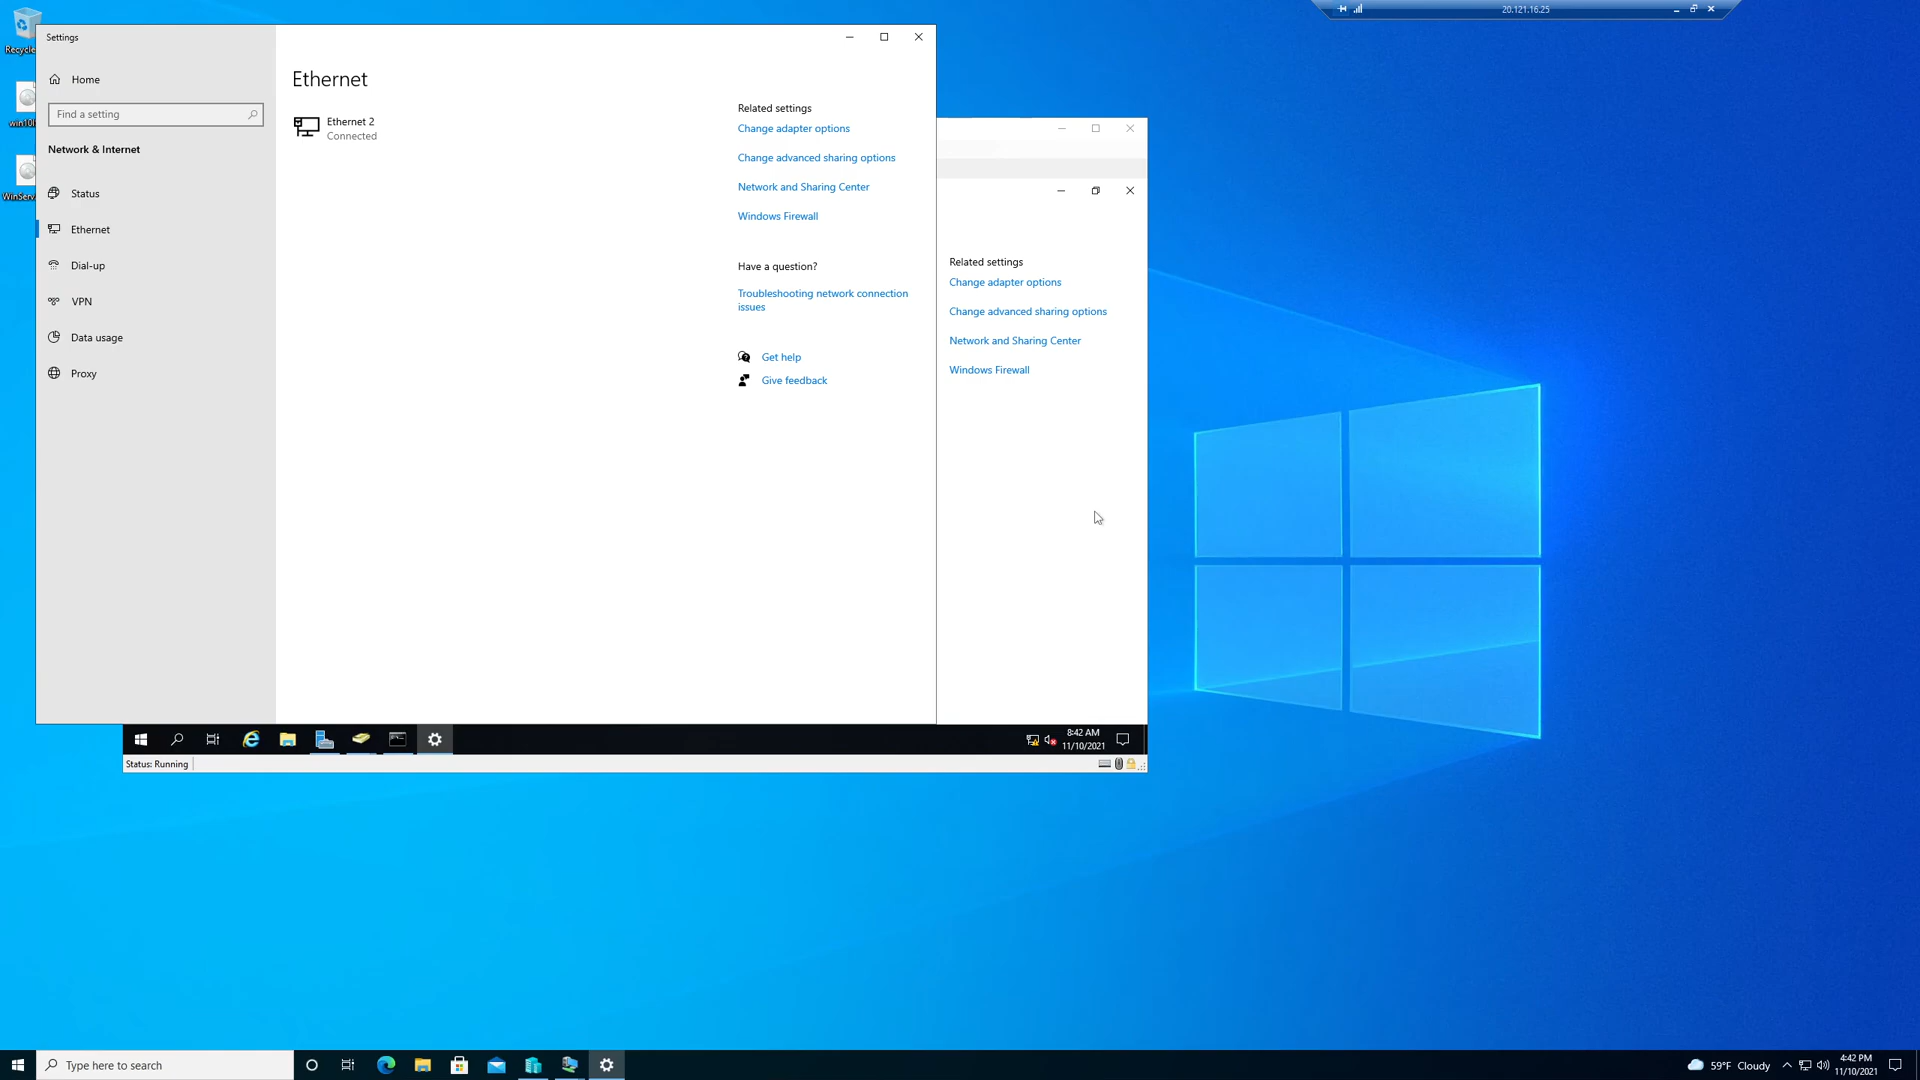 20.121.16.25
Recycle
win10
WinServ
Settings
Home
Find a setting
Network & Internet
Status
Ethernet
Dial-up
VPN
Data usage
Proxy
Ethernet
Ethernet 2
Connected
Related settings
Change adapter options
Change advanced sharing options
Network and Sharing Center
Windows Firewall
Have a question?
Troubleshooting network connection
issues
Get help
Give feedback
Related settings
Change adapter options
Change advanced sharing options
Network and Sharing Center
Windows Firewall
8:42 AM
11/10/2021
Status: Running
Type here to search
59°F Cloudy
4:42 PM
11/10/2021